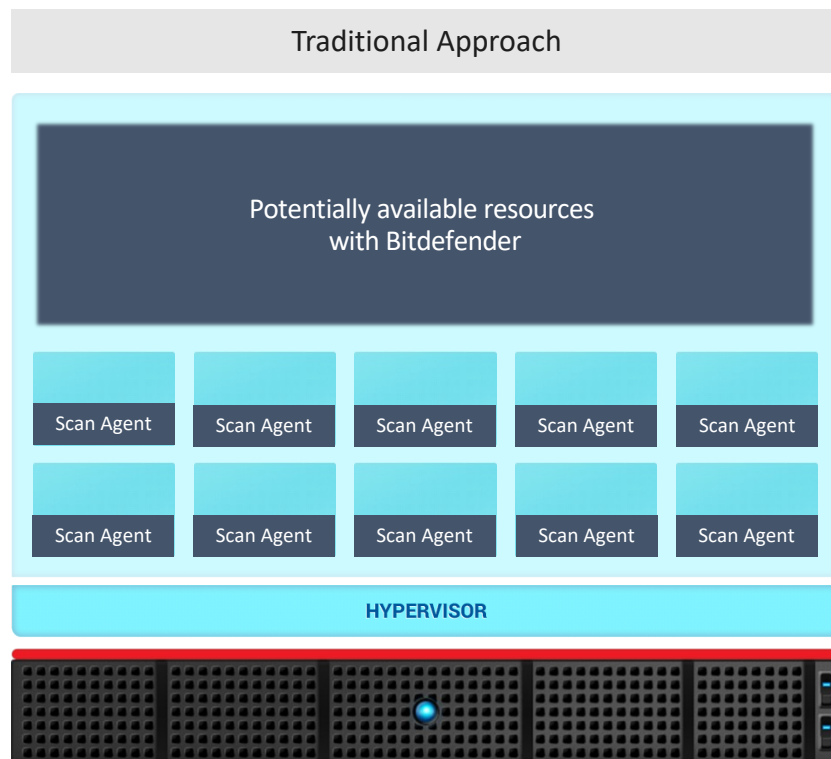 Traditional Approach
Potentially available resources
with Bitdefender
Scan Agent
Scan Agent
Scan Agent
Scan Agent
Scan Agent
Scan Agent
Scan Agent
Scan Agent
Scan Agent
Scan Agent
HYPERVISOR